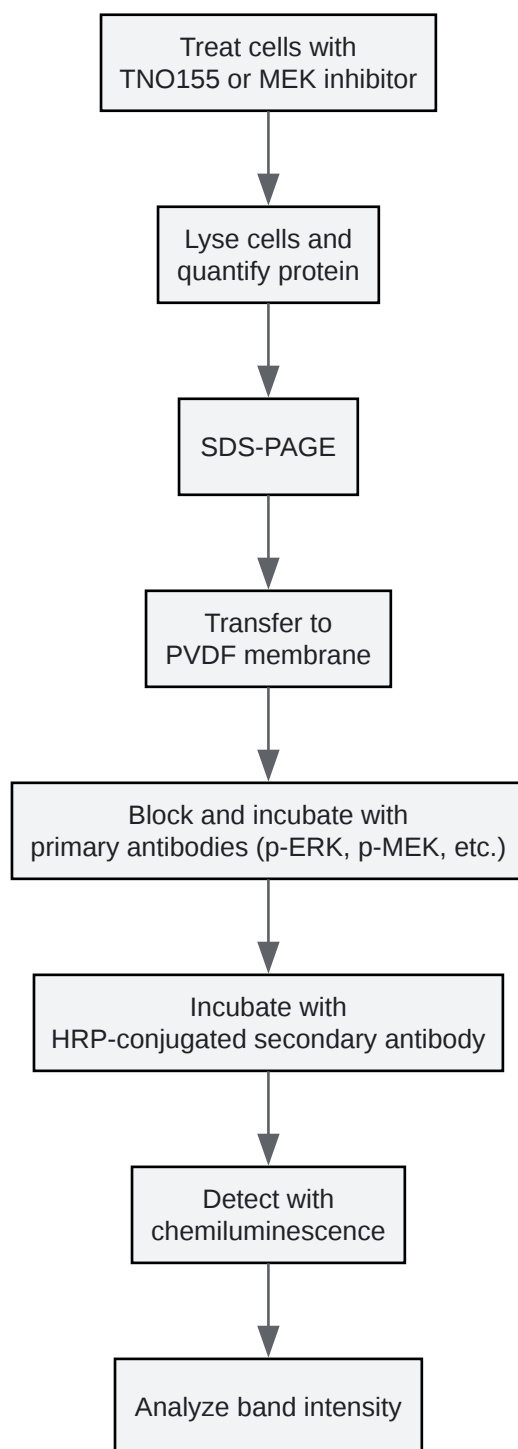 Treat cells with
TNO155 or MEK inhibitor
Lyse cells and
quantify protein
SDS-PAGE
Transfer to
PVDF membrane
Block and incubate with
primary antibodies (p-ERK, p-MEK, etc.)
Incubate with
HRP-conjugated secondary antibody
Detect with
chemiluminescence
Analyze band intensity